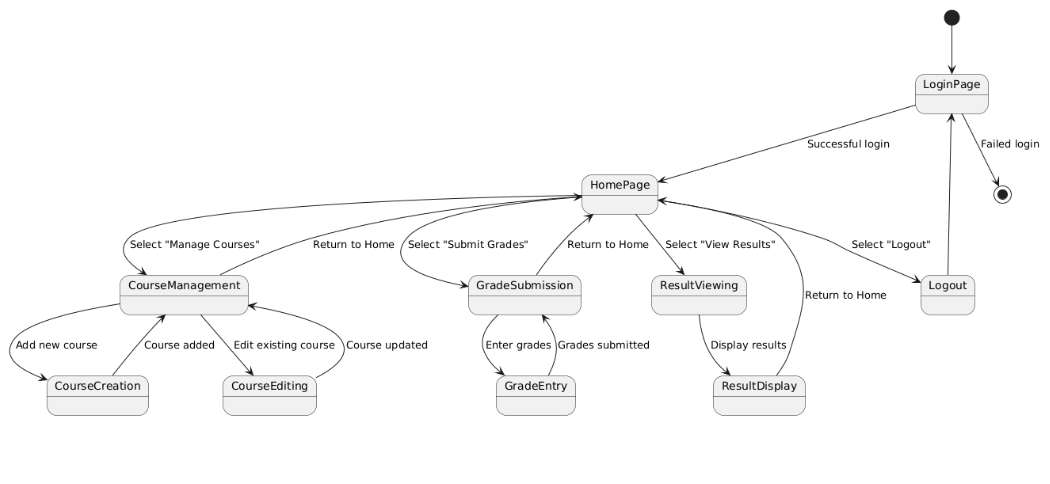 LoginPage
Successful login
Failed login
HomePage
Select "Manage Courses"
Return to Home
Select "Submit Grades"
Return to Home
Select "View Results"
Select "Logout"
CourseManagement
GradeSubmission
ResultViewing
Return to Home
Logout
Add new course
Course added
Edit existing course
Course updated
Enter grades
Grades submitted
Display results
CourseCreation
CourseEditing
GradeEntry
ResultDisplay